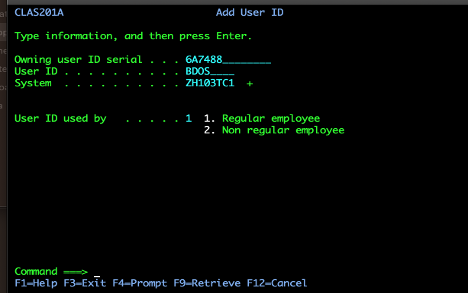 CLAS201A Add User ID
Type information, and then press Enter.
Owning user ID serial . . . 6A7488________
User ID . . . . . . . . . . BDOS____
System . . . . . . . . . . ZH103TC1 +
User ID used by . . . . . 1 1. Regular employee
2. Non regular employee
Command ===> _
F1=Help F3=Exit F4=Prompt F9=Retrieve F12=Cancel